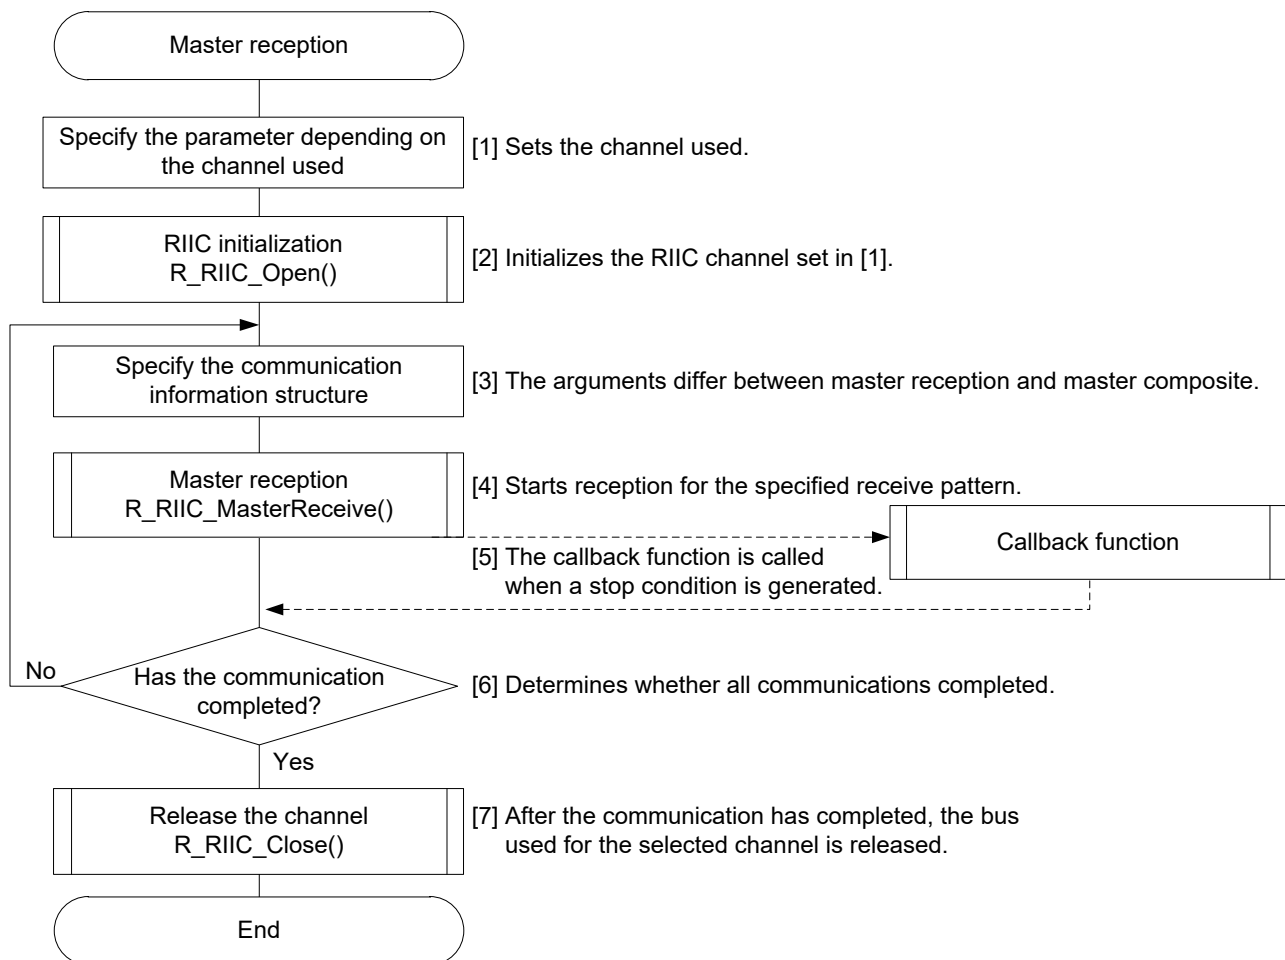 Master reception
Specify the parameter depending on
the channel used
[1] Sets the channel used.
RIIC initialization
R_RIIC_Open()
[2] Initializes the RIIC channel set in [1].
Specify the communication
information structure
[3] The arguments differ between master reception and master composite.
Master reception
R_RIIC_MasterReceive()
[4] Starts reception for the specified receive pattern.
Callback function
[5] The callback function is called
when a stop condition is generated.
No
Has the communication
completed?
[6] Determines whether all communications completed.
Yes
Release the channel
R_RIIC_Close()
[7] After the communication has completed, the bus
used for the selected channel is released.
End